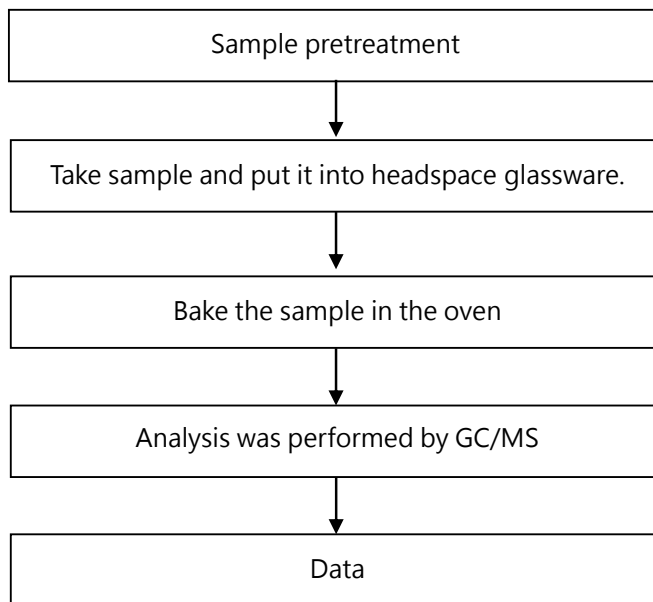 Sample pretreatment
Take sample and put it into headspace glassware.
Bake the sample in the oven
Analysis was performed by GC/MS
Data